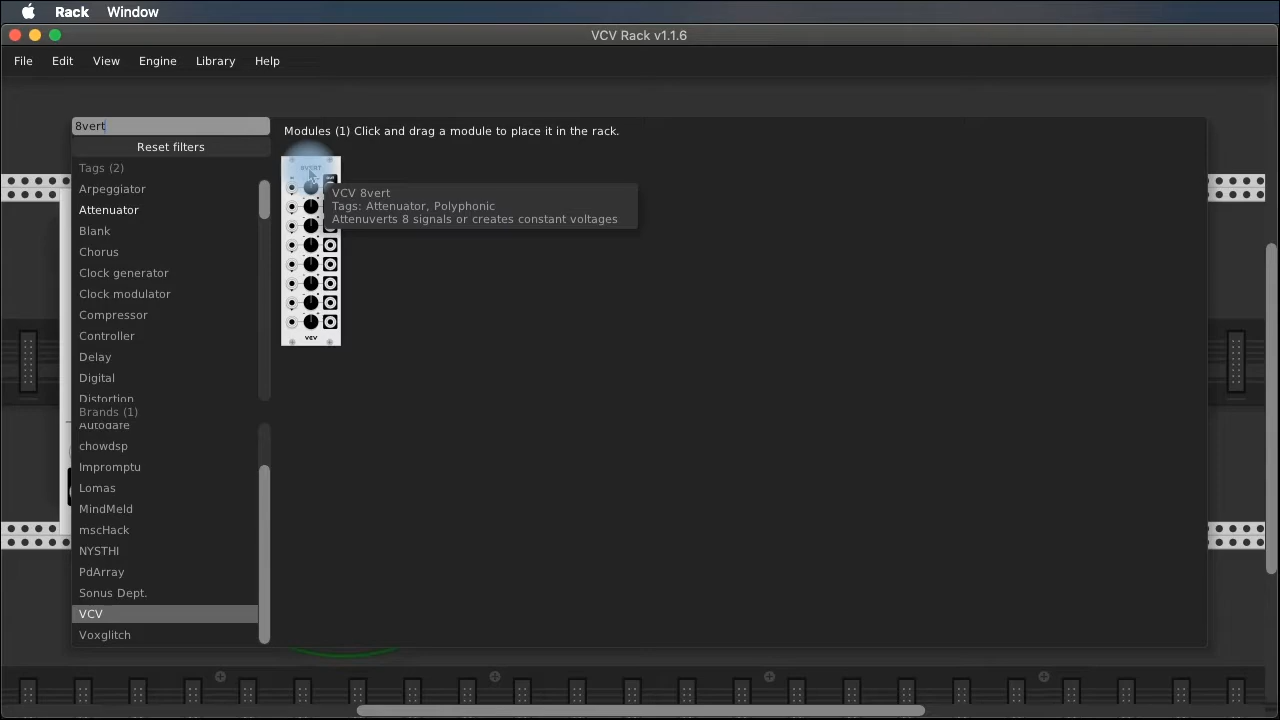 Rack Window
VCV Rack v1.1.6
File Edit View Engine Library Help
8vert
Reset filters
Tags (2)
Arpeggiator
Attenuator
Blank
Chorus
Clock generator
Clock modulator
Compressor
Controller
Delay
Digital
Distortion
Brands (1)
Autodafe
chowdsp
Impromptu
Lomas
MindMeld
mscHack
NYSTHI
PdArray
Sonus Dept.
VCV
Voxglitch
Modules (1) Click and drag a module to place it in the rack.
8VERT
IN OUT
VCV 8vert
Tags: Attenuator, Polyphonic
Attenuverts 8 signals or creates constant voltages
VCV